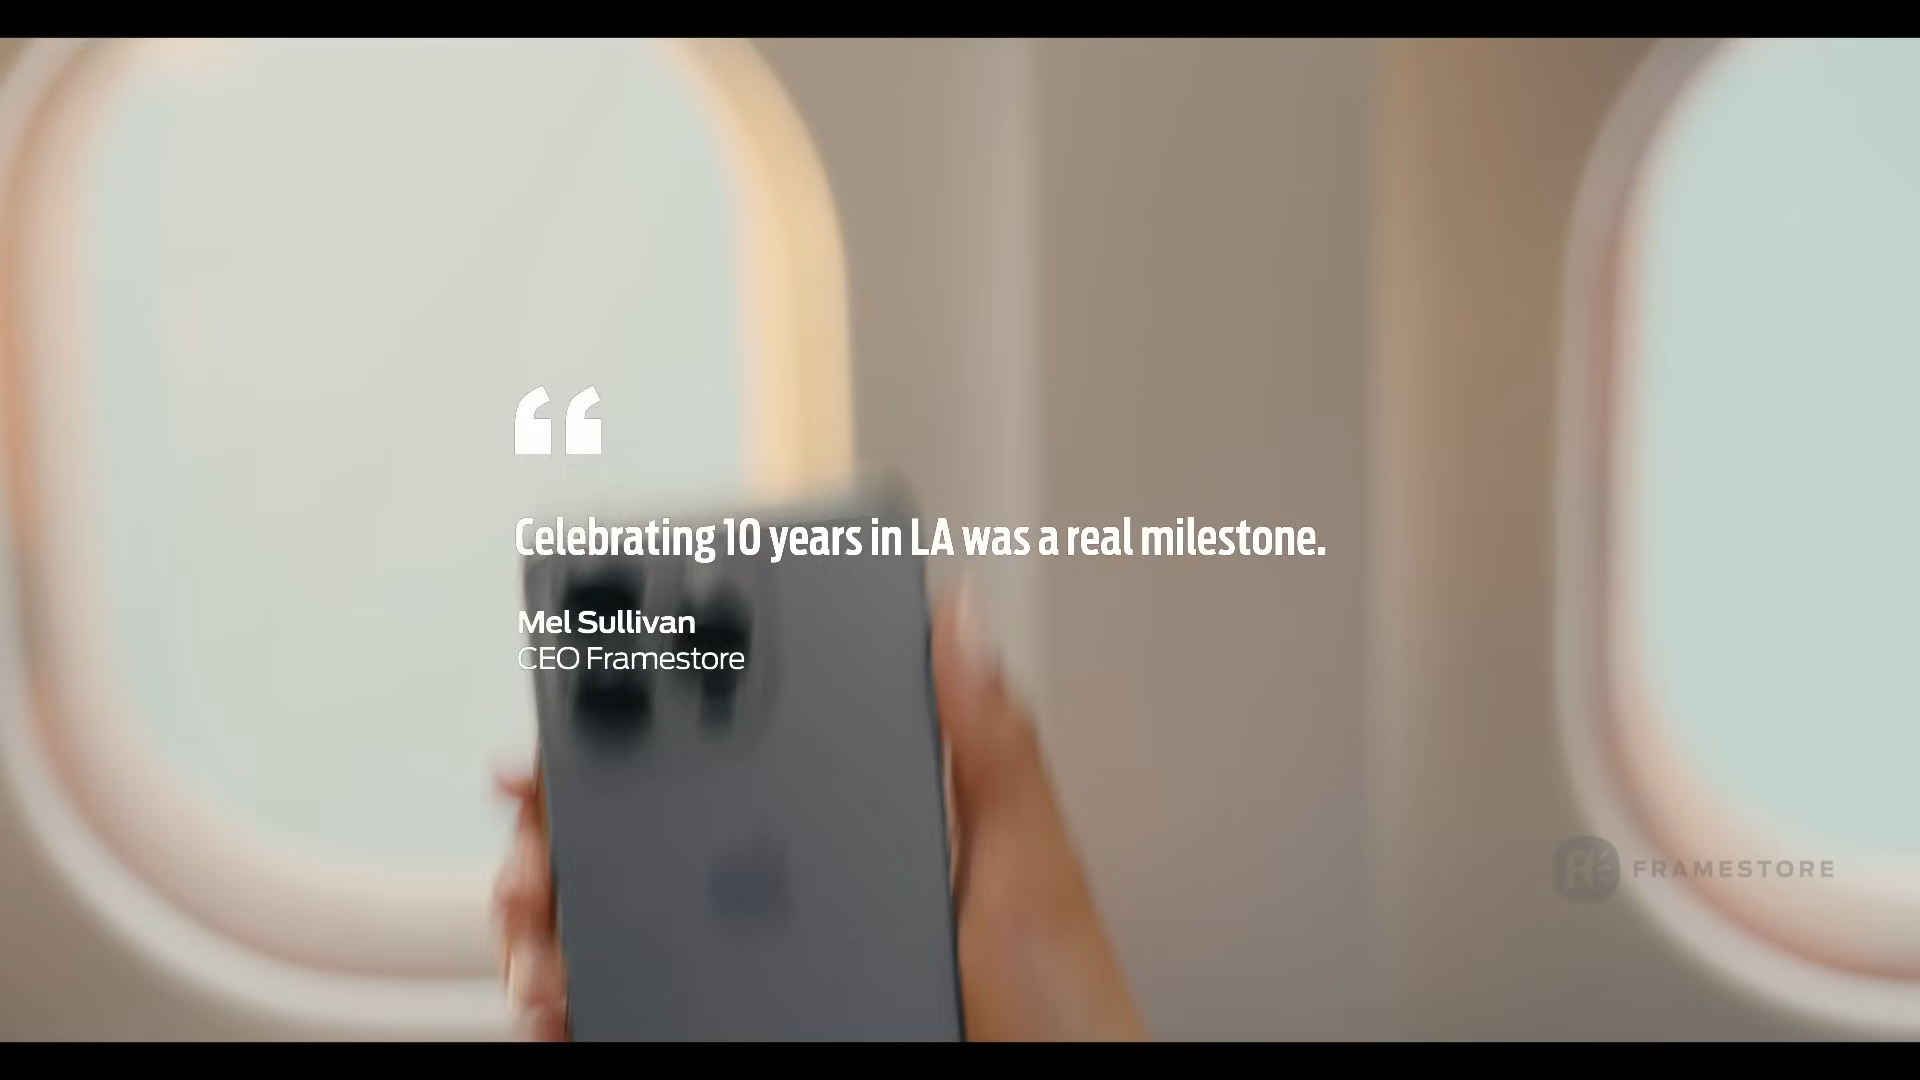 “
Celebrating 10 years in LA was a real milestone.
Mel Sullivan
CEO Framestore
FRAMESTORE